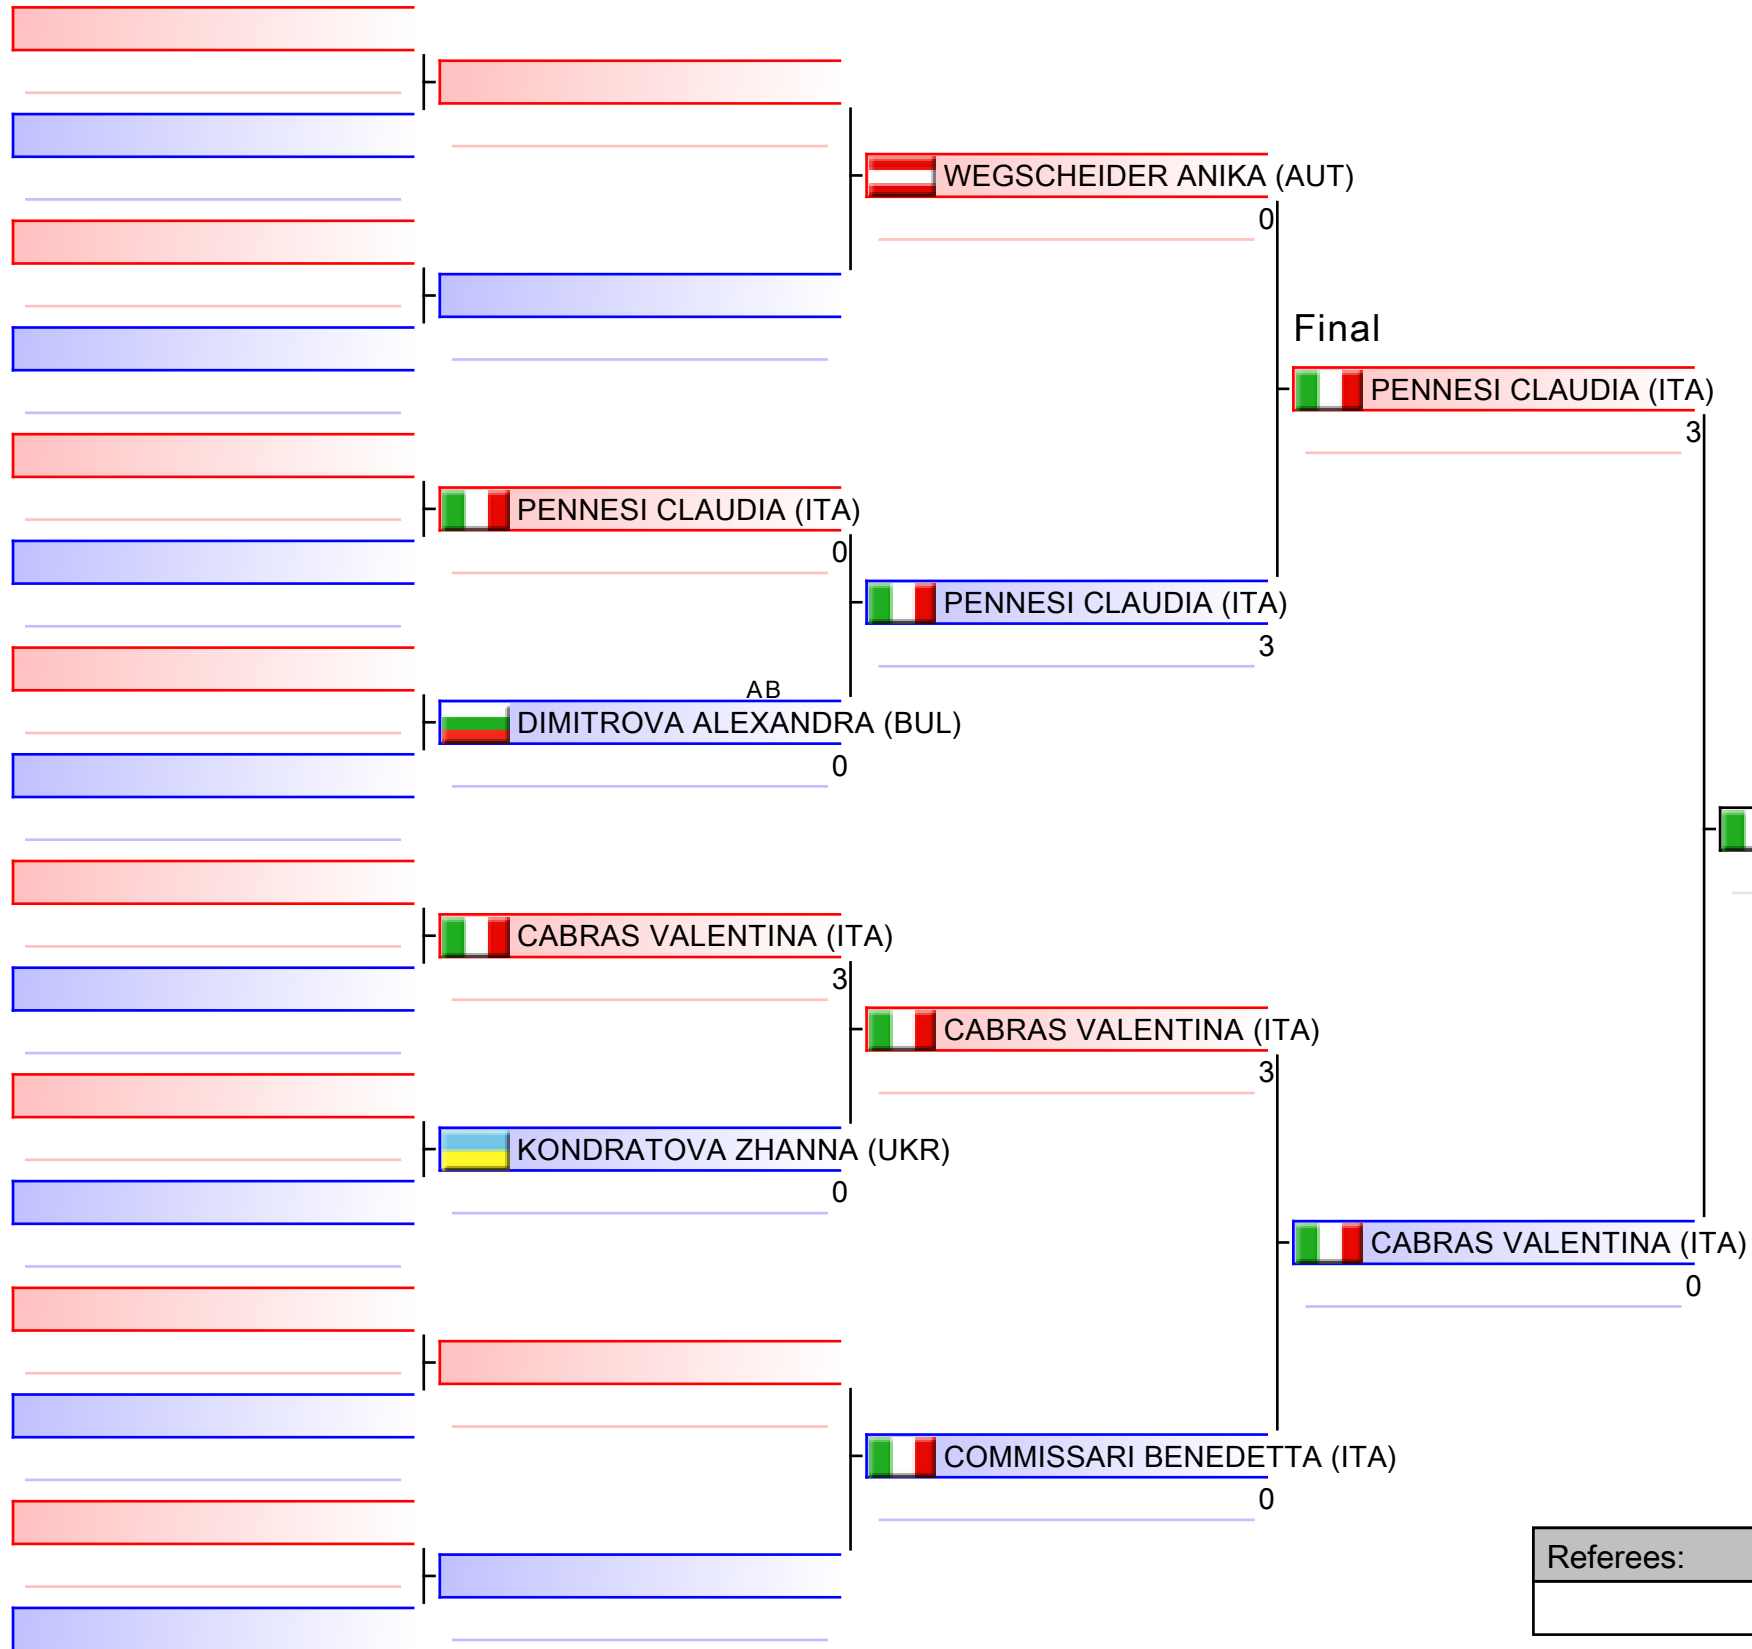 WEGSCHEIDER ANIKA (AUT)
0
Final
PENNESI CLAUDIA (ITA)
3
PENNESI CLAUDIA (ITA)
0
PENNESI CLAUDIA (ITA)
3
AB
DIMITROVA ALEXANDRA (BUL)
0
CABRAS VALENTINA (ITA)
3
CABRAS VALENTINA (ITA)
3
KONDRATOVA ZHANNA (UKR)
0
CABRAS VALENTINA (ITA)
0
COMMISSARI BENEDETTA (ITA)
0
Referees: